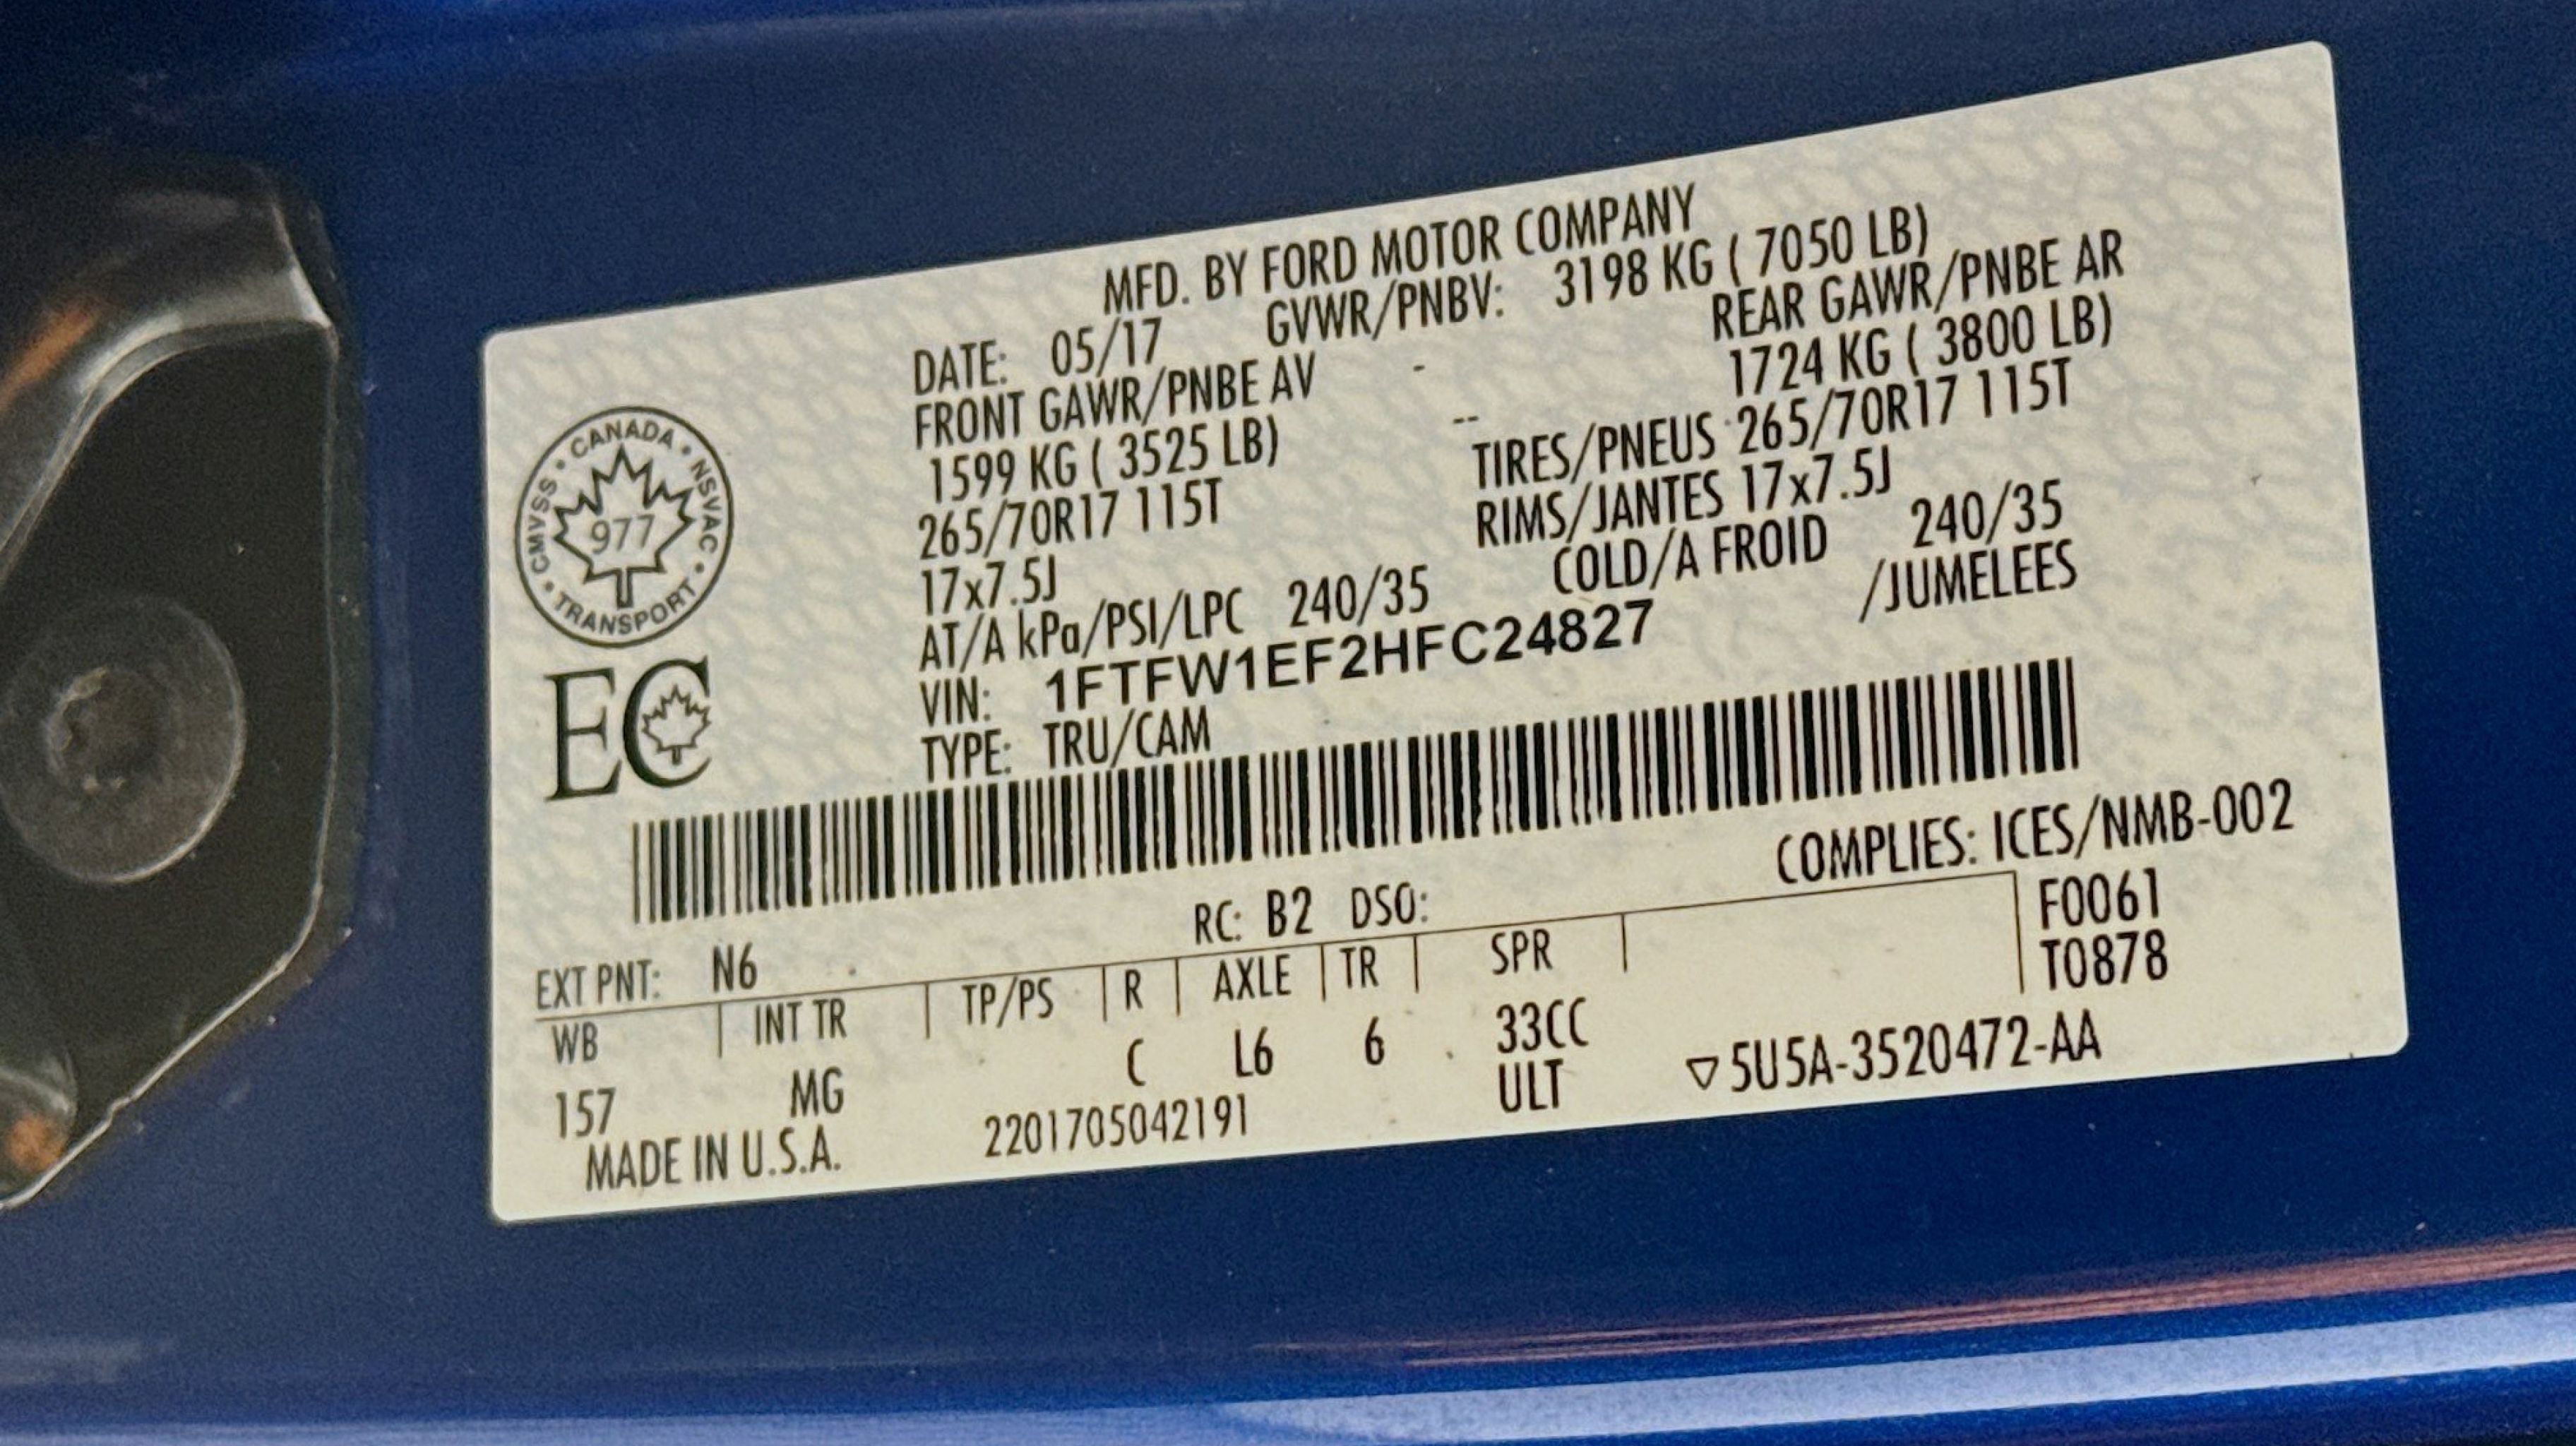 MFD. BY FORD MOTOR COMPANY
DATE: 05/17 GVWR/PNBV: 3198 KG ( 7050 LB)
FRONT GAWR/PNBE AV - REAR GAWR/PNBE AR
1599 KG ( 3525 LB) -- 1724 KG ( 3800 LB)
265/70R17 115T TIRES/PNEUS 265/70R17 115T
17x7.5J RIMS/JANTES 17x7.5J
AT/A kPa/PSI/LPC 240/35 COLD/A FROID 240/35
VIN: 1FTFW1EF2HFC24827 /JUMELEES
TYPE: TRU/CAM
CANADA • NSVAC • TRANSPORT • CMVSS •
977
EC
COMPLIES: ICES/NMB-002
RC: B2 DSO: F0061
EXT PNT: N6 T0878
WB | INT TR | TP/PS | R | AXLE | TR | SPR |
157 MG C L6 6 33CC
ULT ▽5U5A-3520472-AA
MADE IN U.S.A. 2201705042191